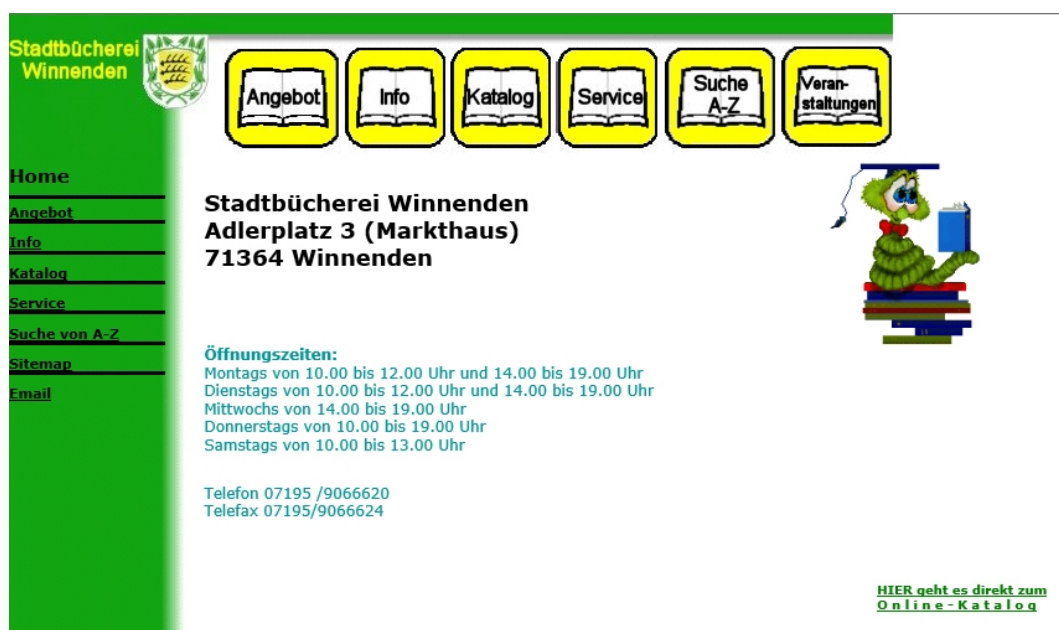 Stadtbücherei
Winnenden
Angebot
Info
Katalog
Service
Suche
A-Z
Veran-
staltungen
Home
Angebot
Info
Katalog
Service
Suche von A-Z
Sitemap
Email
Stadtbücherei Winnenden
Adlerplatz 3 (Markthaus)
71364 Winnenden
Öffnungszeiten:
Montags von 10.00 bis 12.00 Uhr und 14.00 bis 19.00 Uhr
Dienstags von 10.00 bis 12.00 Uhr und 14.00 bis 19.00 Uhr
Mittwochs von 14.00 bis 19.00 Uhr
Donnerstags von 10.00 bis 19.00 Uhr
Samstags von 10.00 bis 13.00 Uhr
Telefon 07195 /9066620
Telefax 07195/9066624
HIER geht es direkt zum
Online-Katalog